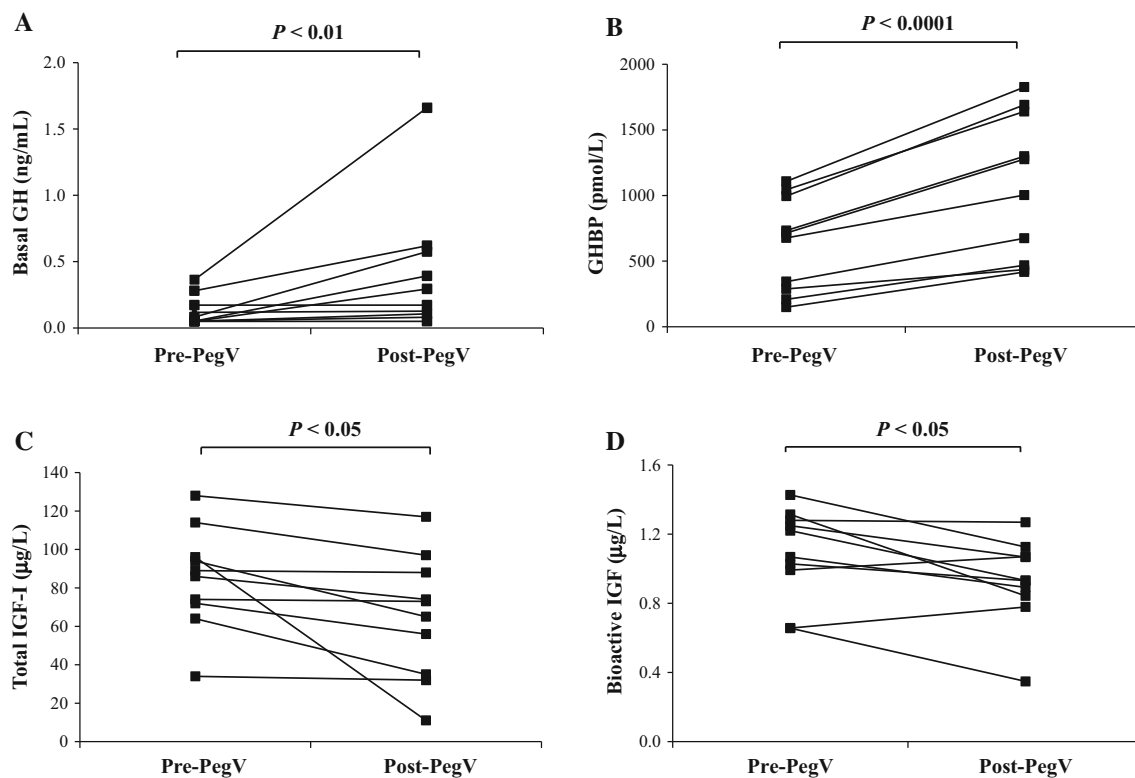 A
P < 0.01
2.0
1.5
1.0
0.5
0.0
Basal GH (ng/mL)
Pre-PegV
Post-PegV
B
P < 0.0001
2000
1500
1000
500
0
GHBP (pmol/L)
Pre-PegV
Post-PegV
C
P < 0.05
140
120
100
80
60
40
20
0
Total IGF-I (µg/L)
Pre-PegV
Post-PegV
D
P < 0.05
1.6
1.2
0.8
0.4
0.0
Bioactive IGF (µg/L)
Pre-PegV
Post-PegV